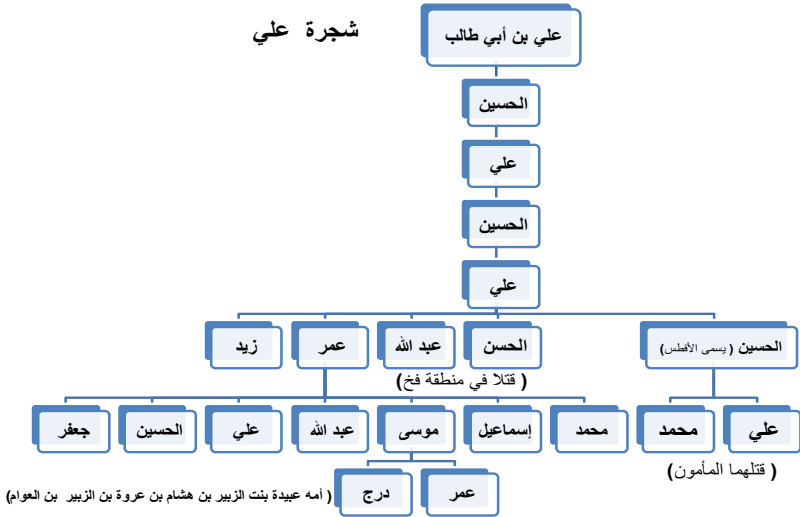 شجرة علي
علي بن أبي طالب
الحسين
علي
الحسين
علي
الحسين ( يسمى الأفطس)
الحسن
عبد الله
عمر
زيد
( قتلا في منطقة فخ)
علي
محمد
محمد
إسماعيل
موسى
عبد الله
علي
الحسين
جعفر
( قتلهما المأمون)
عمر
درج
( أمه عبيدة بنت الزبير بن هشام بن عروة بن الزبير بن العوام)